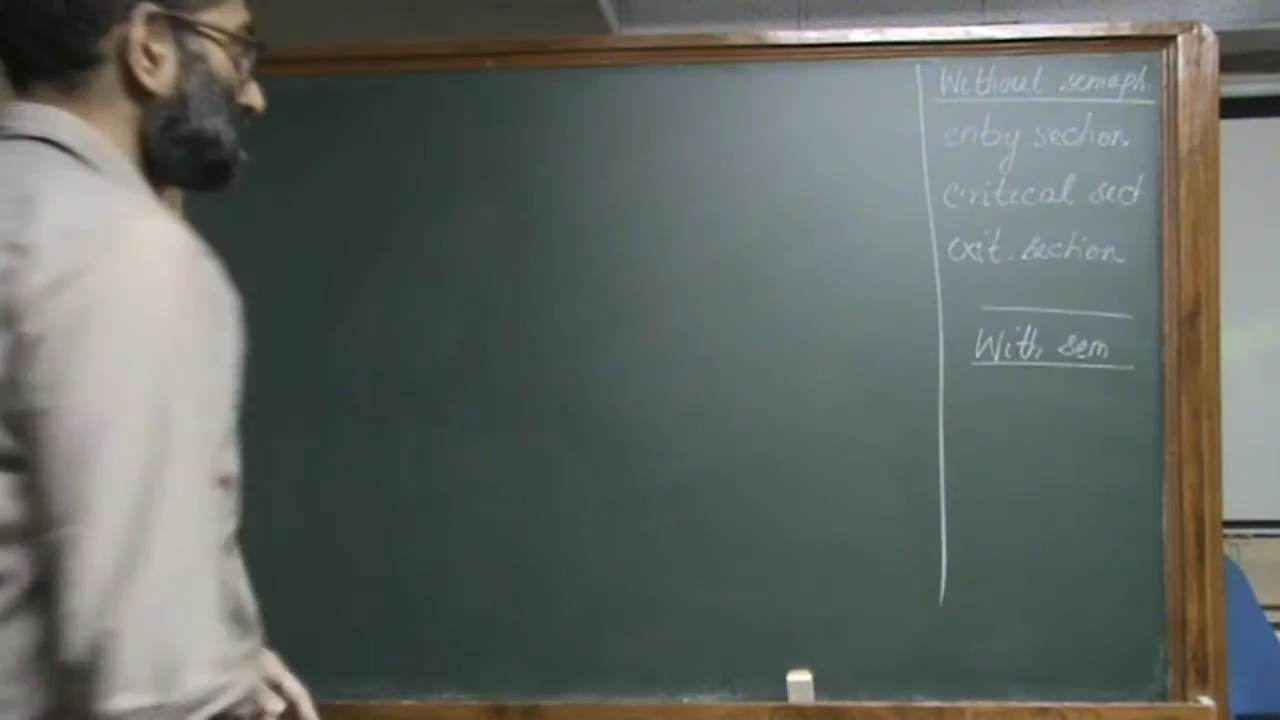 Without semaph
entry section
critical sect
exit section
With sem